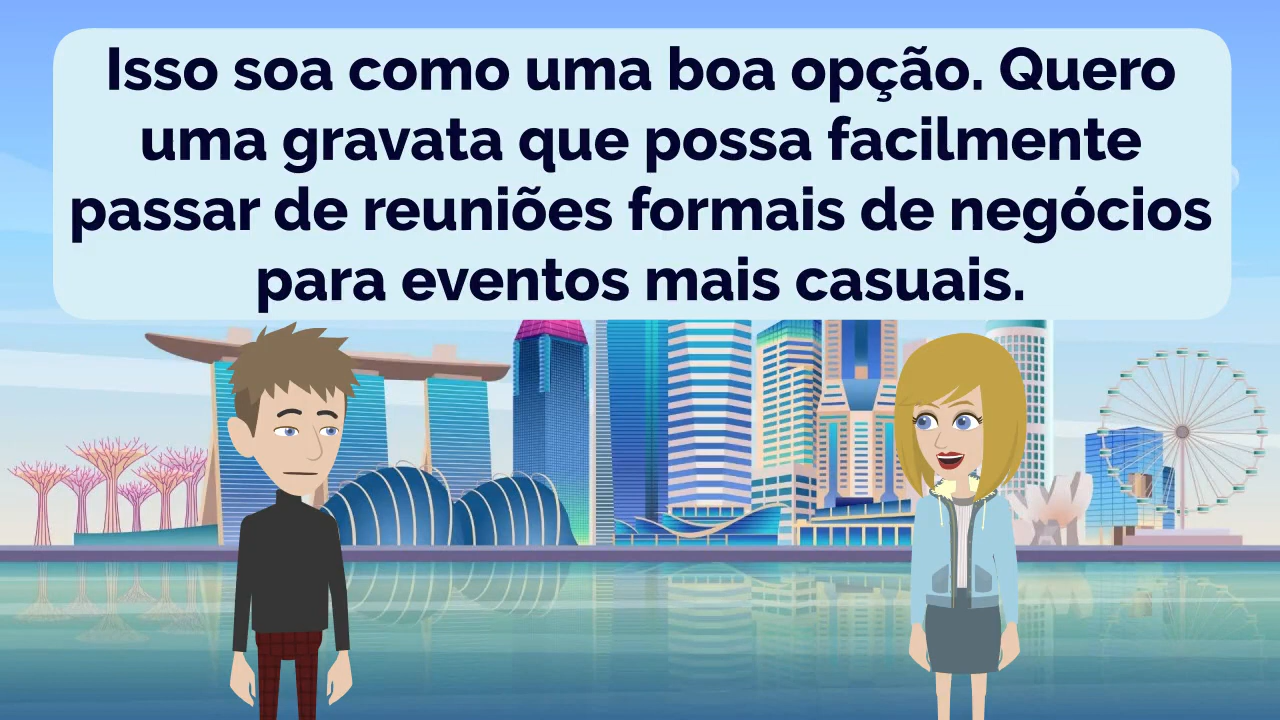 Isso soa como uma boa opção. Quero
uma gravata que possa facilmente
passar de reuniões formais de negócios
para eventos mais casuais.